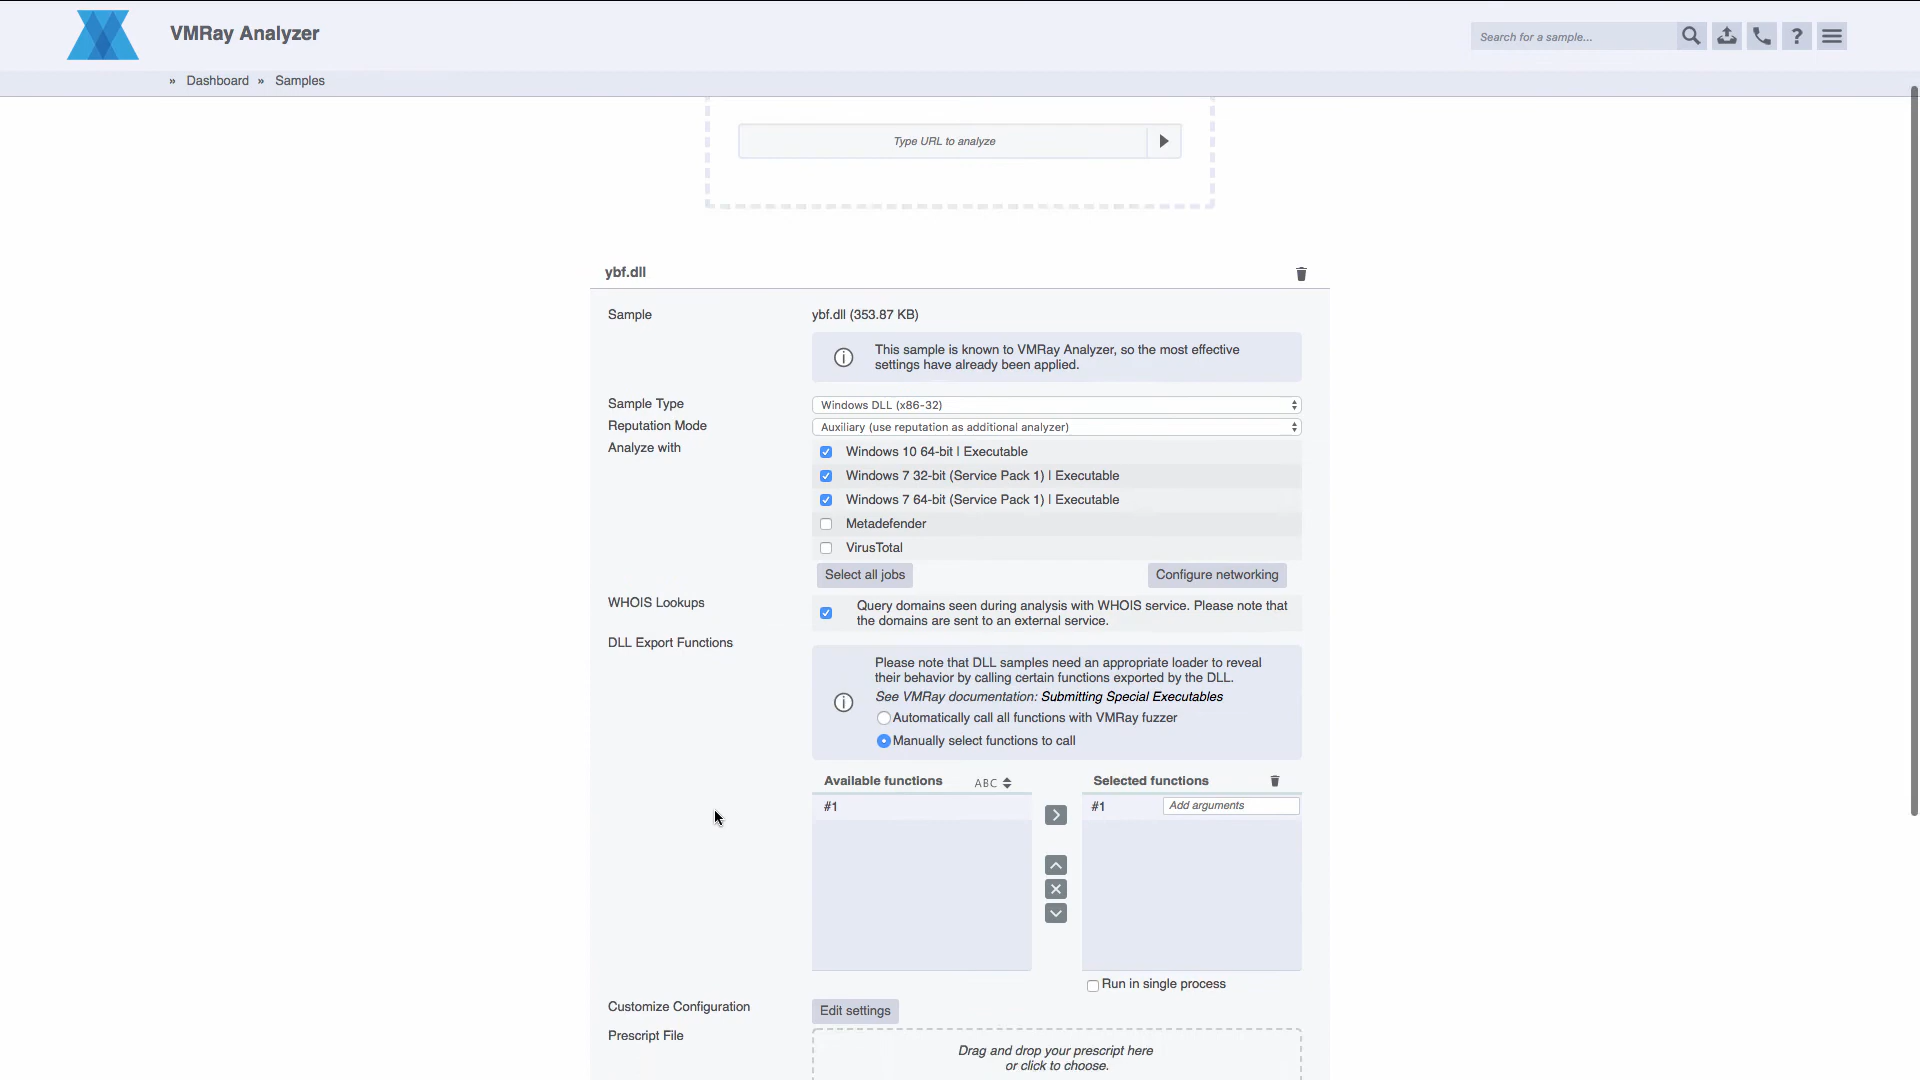 VMRay Analyzer
Search for a sample...
?
» Dashboard » Samples
Type URL to analyze
ybf.dll
Sample
ybf.dll (353.87 KB)
This sample is known to VMRay Analyzer, so the most effective
settings have already been applied.
Sample Type
Windows DLL (x86-32)
Reputation Mode
Auxiliary (use reputation as additional analyzer)
Analyze with
Windows 10 64-bit | Executable
Windows 7 32-bit (Service Pack 1) | Executable
Windows 7 64-bit (Service Pack 1) | Executable
Metadefender
VirusTotal
Select all jobs
Configure networking
WHOIS Lookups
Query domains seen during analysis with WHOIS service. Please note that
the domains are sent to an external service.
DLL Export Functions
Please note that DLL samples need an appropriate loader to reveal
their behavior by calling certain functions exported by the DLL.
See VMRay documentation: Submitting Special Executables
Automatically call all functions with VMRay fuzzer
Manually select functions to call
Available functions
ABC
Selected functions
#1
#1
Add arguments
Run in single process
Customize Configuration
Edit settings
Prescript File
Drag and drop your prescript here
or click to choose.